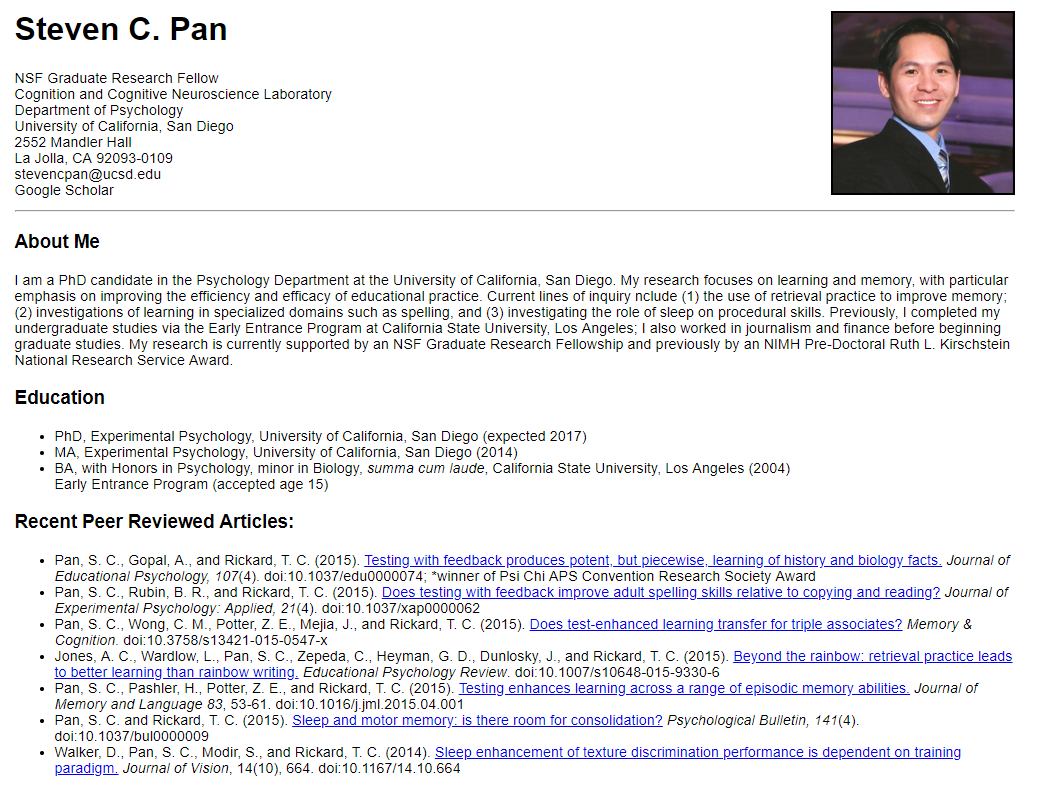 Steven C. Pan
NSF Graduate Research Fellow
Cognition and Cognitive Neuroscience Laboratory
Department of Psychology
University of California, San Diego
2552 Mandler Hall
La Jolla, CA 92093-0109
stevencpan@ucsd.edu
Google Scholar
About Me
I am a PhD candidate in the Psychology Department at the University of California, San Diego. My research focuses on learning and memory, with particular
emphasis on improving the efficiency and efficacy of educational practice. Current lines of inquiry nclude (1) the use of retrieval practice to improve memory;
(2) investigations of learning in specialized domains such as spelling, and (3) investigating the role of sleep on procedural skills. Previously, I completed my
undergraduate studies via the Early Entrance Program at California State University, Los Angeles; I also worked in journalism and finance before beginning
graduate studies. My research is currently supported by an NSF Graduate Research Fellowship and previously by an NIMH Pre-Doctoral Ruth L. Kirschstein
National Research Service Award.
Education
• PhD, Experimental Psychology, University of California, San Diego (expected 2017)
• MA, Experimental Psychology, University of California, San Diego (2014)
• BA, with Honors in Psychology, minor in Biology, summa cum laude, California State University, Los Angeles (2004)
Early Entrance Program (accepted age 15)
Recent Peer Reviewed Articles:
• Pan, S. C., Gopal, A., and Rickard, T. C. (2015). Testing with feedback produces potent, but piecewise, learning of history and biology facts. Journal of
Educational Psychology, 107(4). doi:10.1037/edu0000074; *winner of Psi Chi APS Convention Research Society Award
• Pan, S. C., Rubin, B. R., and Rickard, T. C. (2015). Does testing with feedback improve adult spelling skills relative to copying and reading? Journal of
Experimental Psychology: Applied, 21(4). doi:10.1037/xap0000062
• Pan, S. C., Wong, C. M., Potter, Z. E., Mejia, J., and Rickard, T. C. (2015). Does test-enhanced learning transfer for triple associates? Memory &
Cognition. doi:10.3758/s13421-015-0547-x
• Jones, A. C., Wardlow, L., Pan, S. C., Zepeda, C., Heyman, G. D., Dunlosky, J., and Rickard, T. C. (2015). Beyond the rainbow: retrieval practice leads
to better learning than rainbow writing. Educational Psychology Review. doi:10.1007/s10648-015-9330-6
• Pan, S. C., Pashler, H., Potter, Z. E., and Rickard, T. C. (2015). Testing enhances learning across a range of episodic memory abilities. Journal of
Memory and Language 83, 53-61. doi:10.1016/j.jml.2015.04.001
• Pan, S. C. and Rickard, T. C. (2015). Sleep and motor memory: is there room for consolidation? Psychological Bulletin, 141(4).
doi:10.1037/bul0000009
• Walker, D., Pan, S. C., Modir, S., and Rickard, T. C. (2014). Sleep enhancement of texture discrimination performance is dependent on training
paradigm. Journal of Vision, 14(10), 664. doi:10.1167/14.10.664